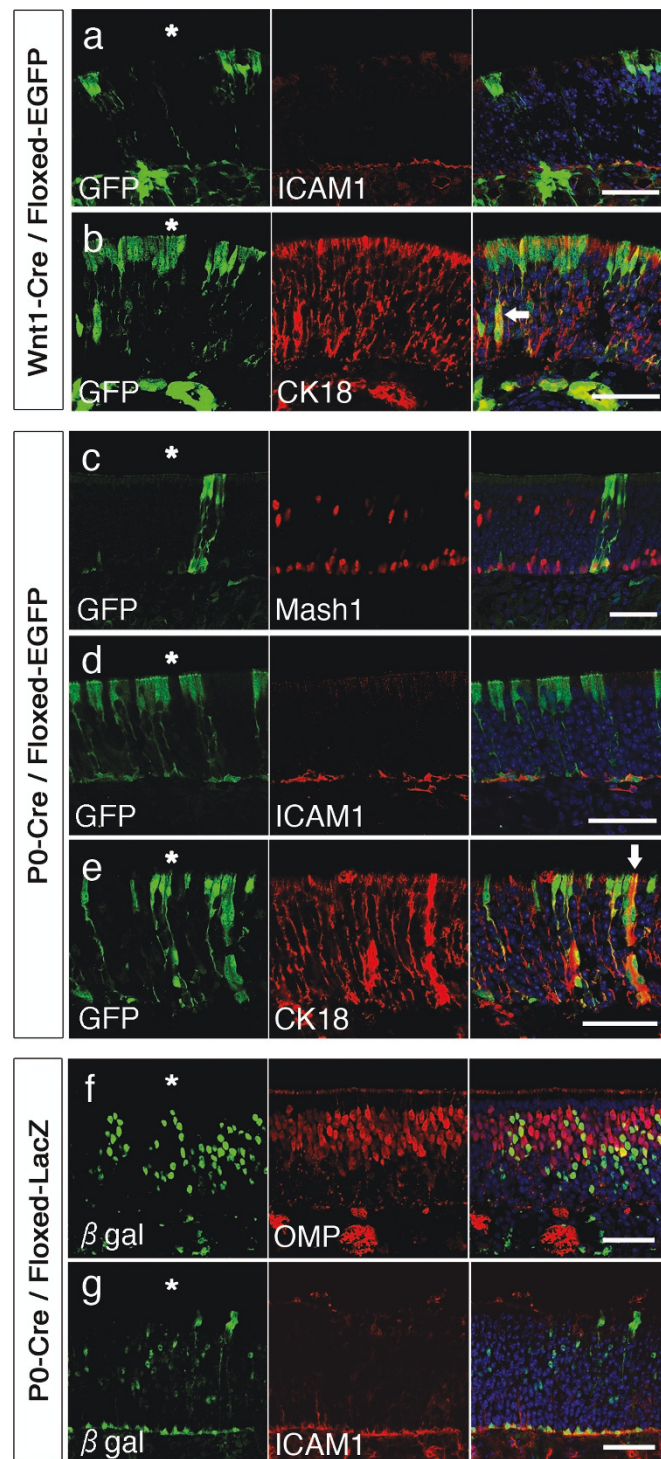 Wnt1-Cre / Floxed-EGFP
a *
GFP ICAM1
b *
GFP CK18
P0-Cre / Floxed-EGFP
c *
GFP Mash1
d *
GFP ICAM1
e *
GFP CK18
P0-Cre / Floxed-LacZ
f *
β gal OMP
g *
β gal ICAM1